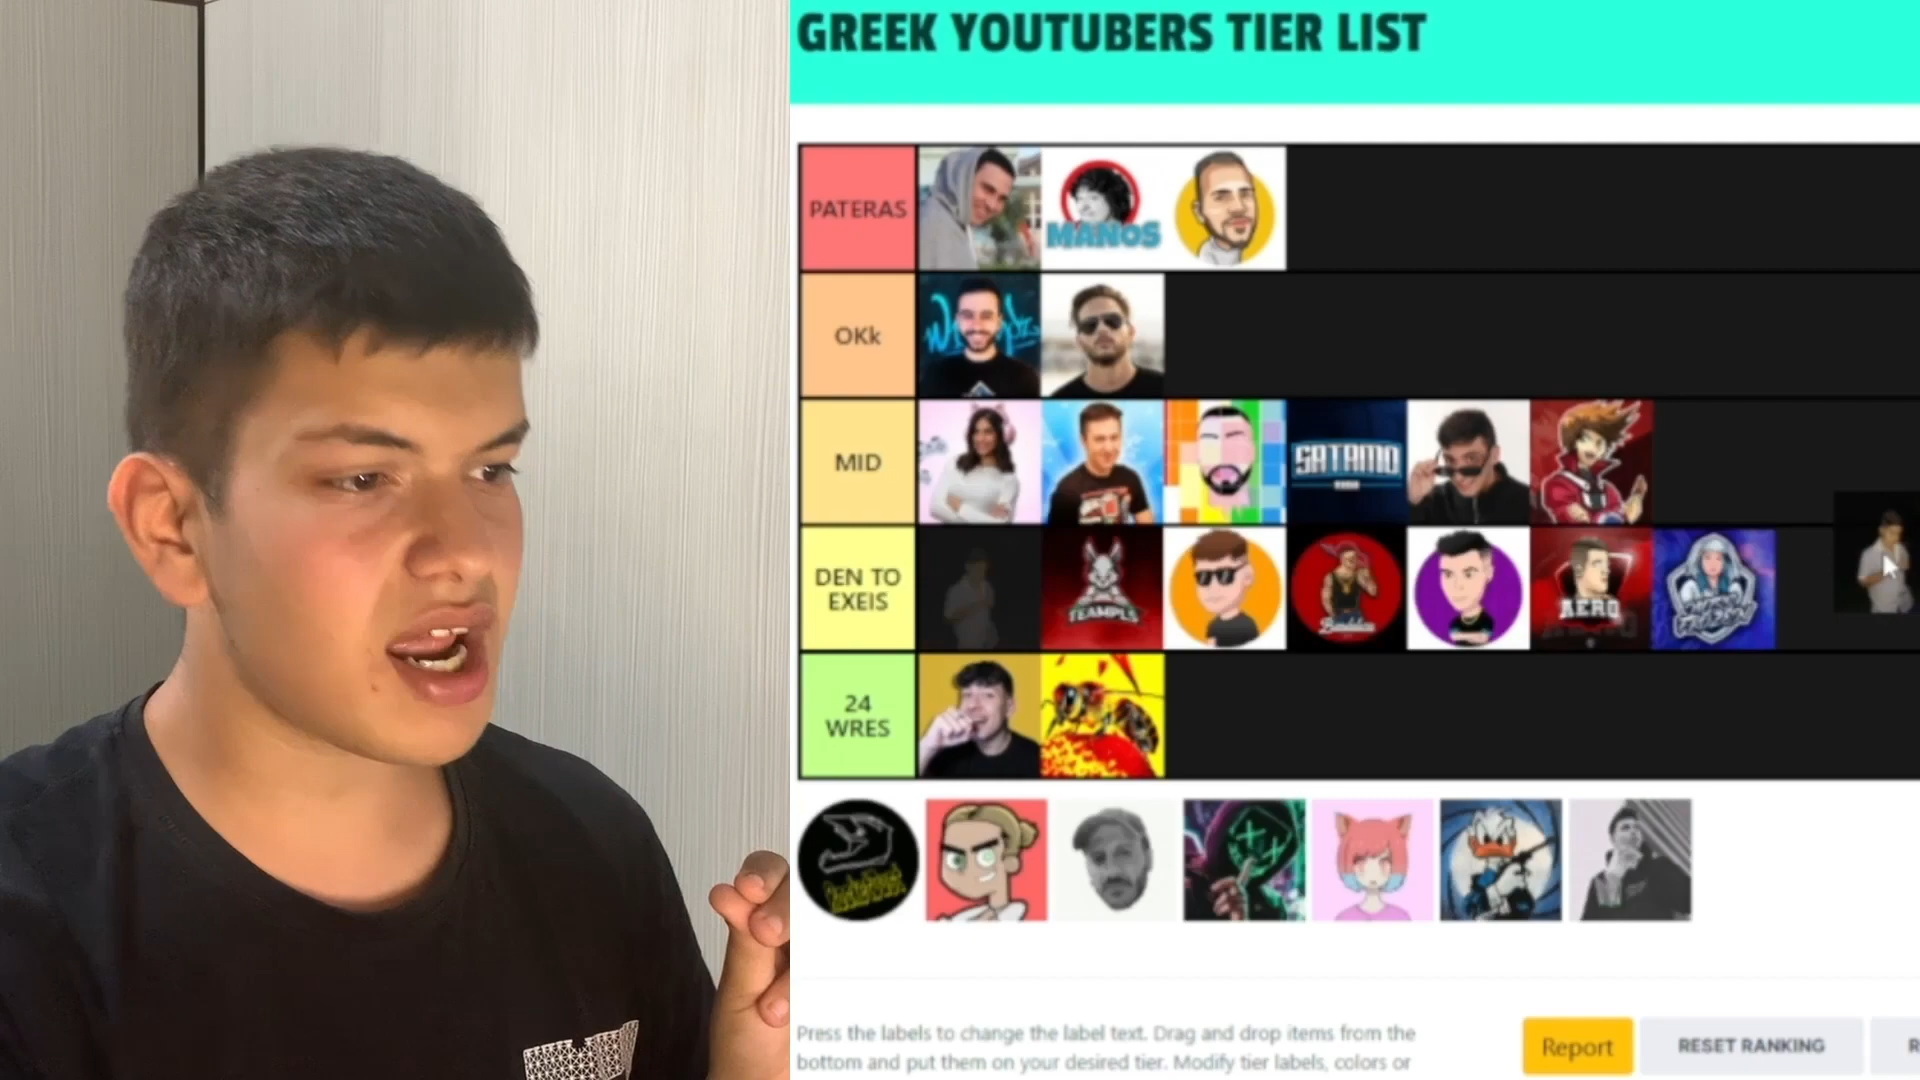 GREEK YOUTUBERS TIER LIST
PATERAS
MANOS
OKk
MID
SATAMO
DEN TO
EXEIS
TEAMPLS
AERO
24
WRES
Press the labels to change the label text. Drag and drop items from the
bottom and put them on your desired tier. Modify tier labels, colors or
Report
RESET RANKING
R